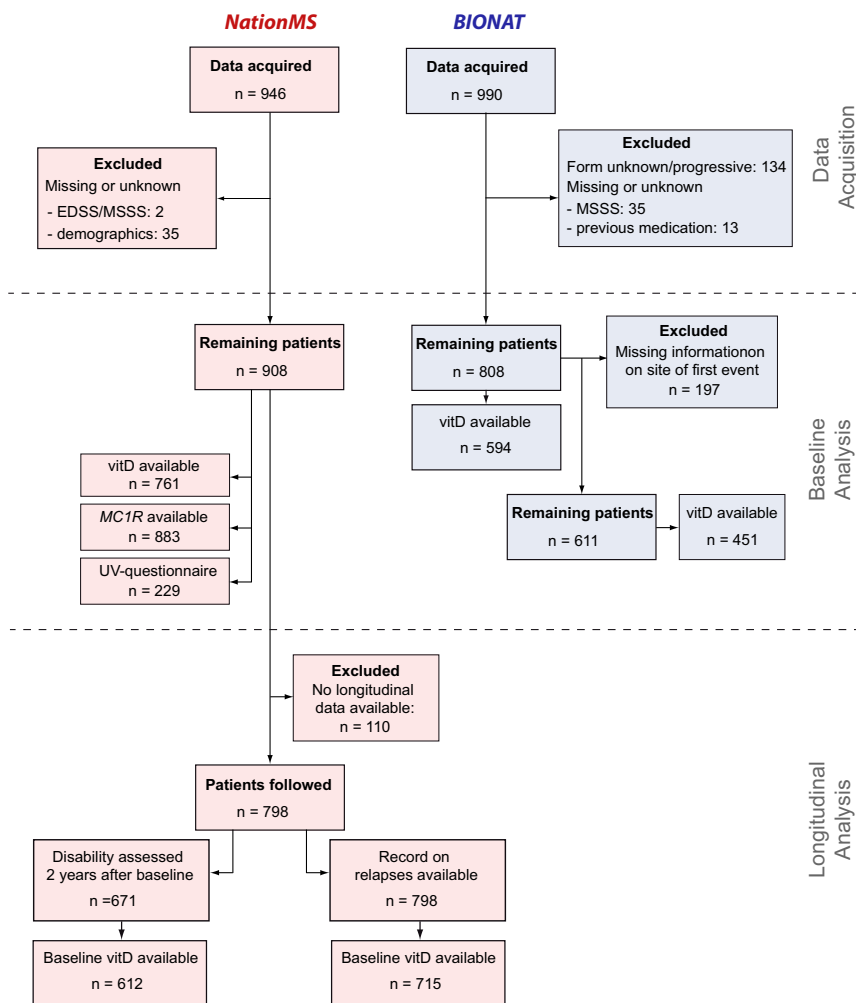 NationMS
BIONAT
Data acquired
n = 946
Data acquired
n = 990
Excluded
Missing or unknown
- EDSS/MSSS: 2
- demographics: 35
Excluded
Form unknown/progressive: 134
Missing or unknown
- MSSS: 35
- previous medication: 13
Data
Acquisition
Remaining patients
n = 908
Remaining patients
n = 808
Excluded
Missing informationon
on site of first event
n = 197
vitD available
n = 594
vitD available
n = 761
MC1R available
n = 883
UV-questionnaire
n = 229
Remaining patients
n = 611
vitD available
n = 451
Baseline
Analysis
Excluded
No longitudinal
data available:
n = 110
Patients followed
n = 798
Disability assessed
2 years after baseline
n =671
Record on
relapses available
n = 798
Baseline vitD available
n = 612
Baseline vitD available
n = 715
Longitudinal
Analysis